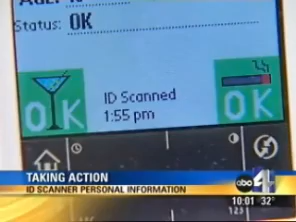 Status: OK
OK
ID Scanned
1:55 pm
OK
TAKING ACTION
ID SCANNER PERSONAL INFORMATION
abc 4
10:01 32°
123